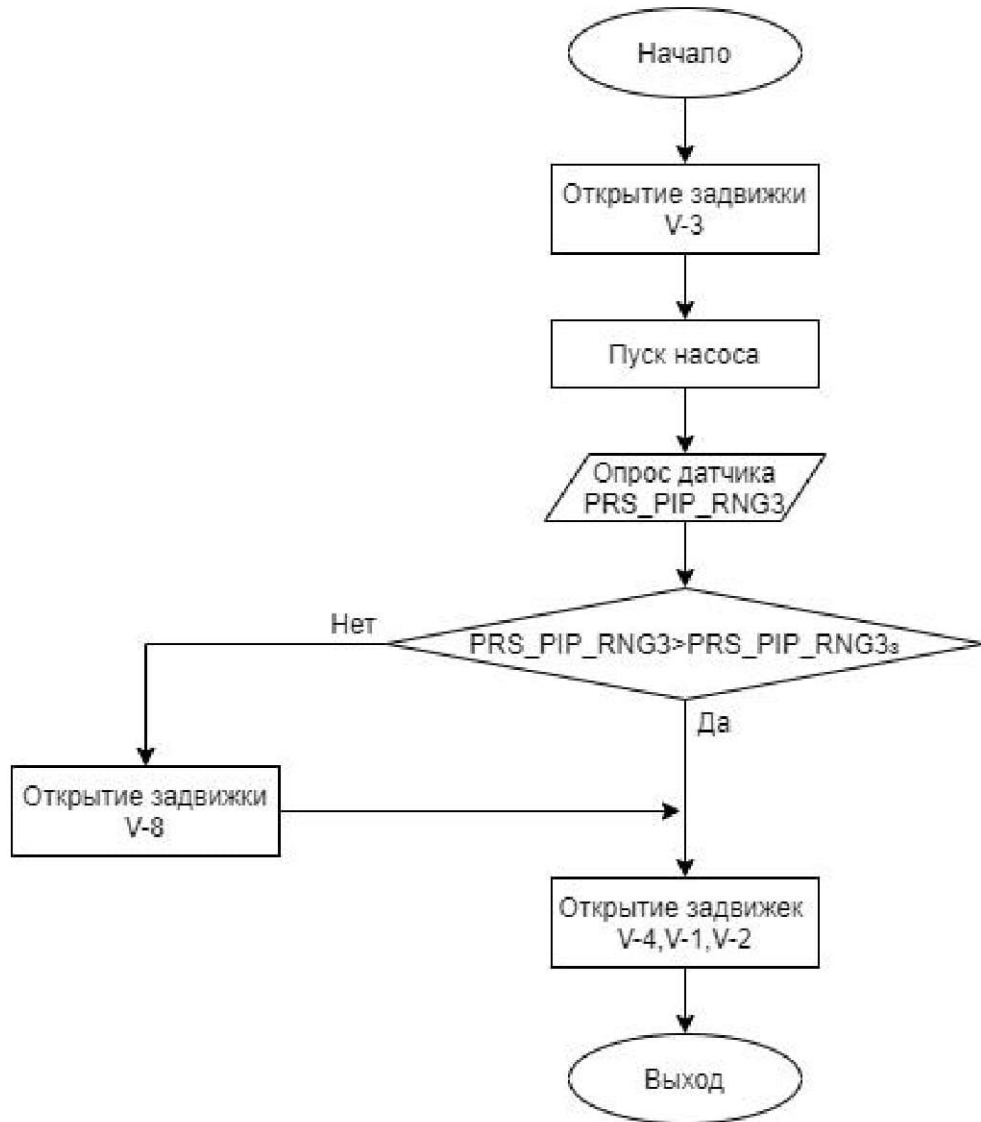 Начало
Открытие задвижки
V-3
Пуск насоса
Опрос датчика
PRS_PIP_RNG3
PRS_PIP_RNG3>PRS_PIP_RNG3з
Нет
Да
Открытие задвижки
V-8
Открытие задвижек
V-4,V-1,V-2
Выход